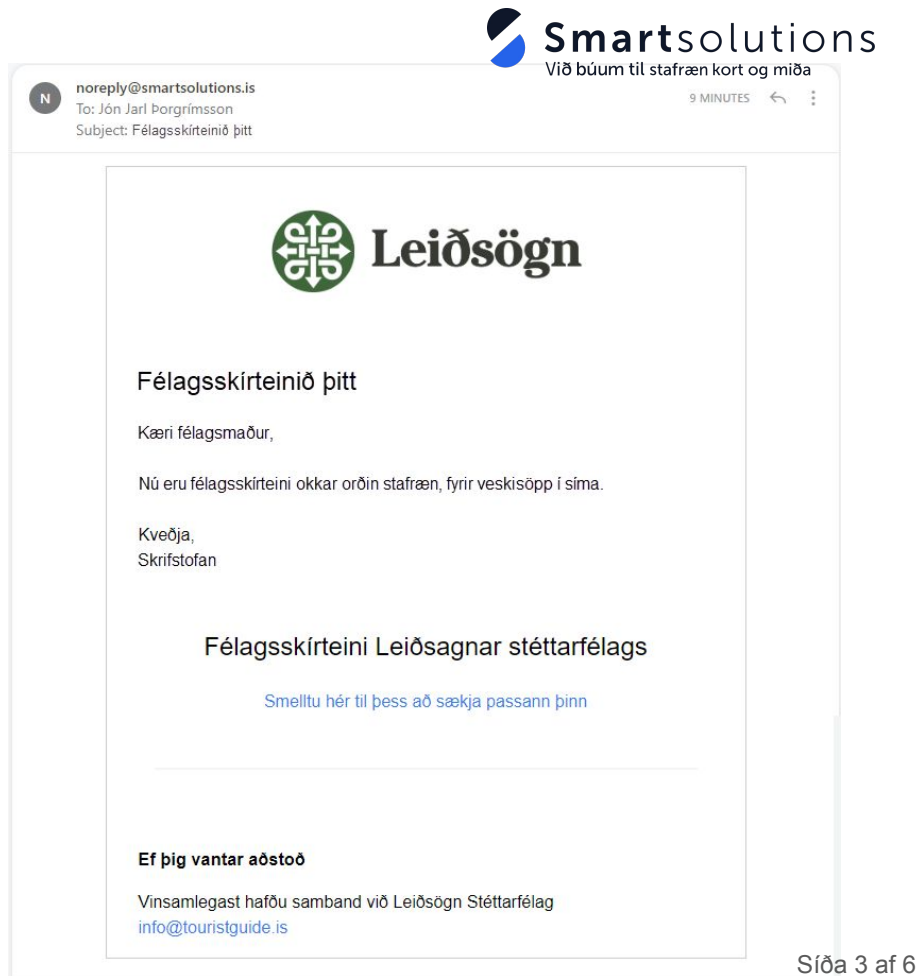 Smartsolutions
Við búum til stafræn kort og miða
N
noreply@smartsolutions.is
9 MINUTES
To: Jón Jarl Þorgrímsson
Subject: Félagsskírteinið þitt
Leiðsögn
Félagsskírteinið þitt
Kæri félagsmaður,
Nú eru félagsskírteini okkar orðin stafræn, fyrir veskisöpp í síma.
Kveðja,
Skrifstofan
Félagsskírteini Leiðsagnar stéttarfélags
Smelltu hér til þess að sækja passann þinn
Ef þig vantar aðstoð
Vinsamlegast hafðu samband við Leiðsögn Stéttarfélag
info@touristguide.is
Síða 3 af 6